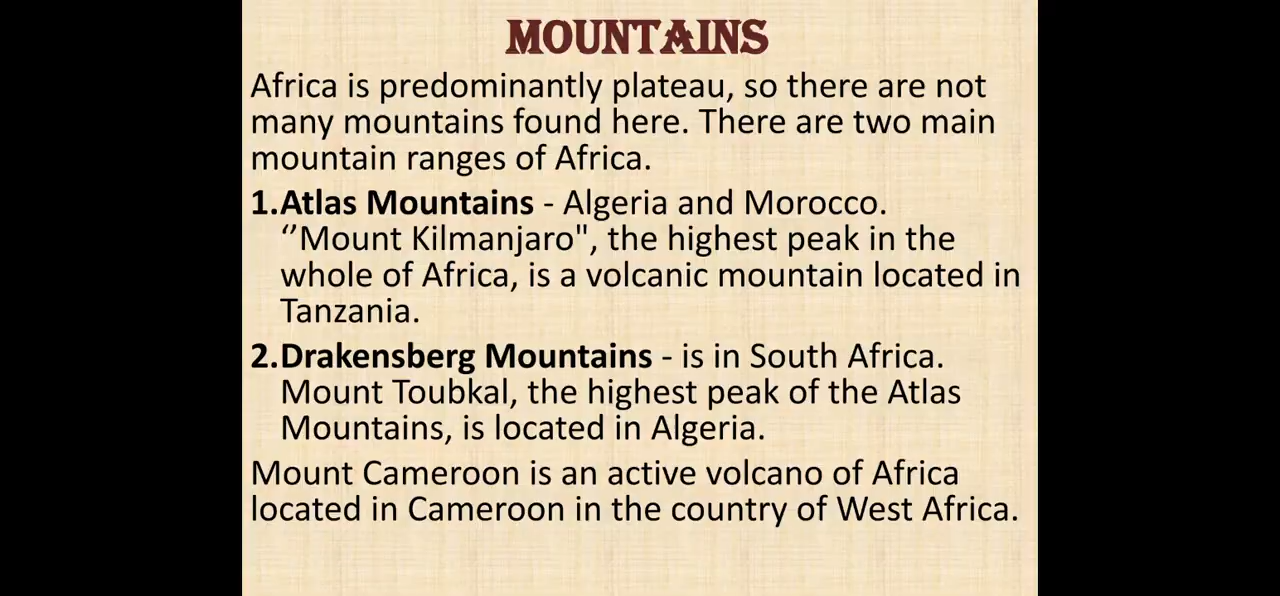 MOUNTAINS
Africa is predominantly plateau, so there are not
many mountains found here. There are two main
mountain ranges of Africa.
1.Atlas Mountains - Algeria and Morocco.
‘’Mount Kilmanjaro", the highest peak in the
whole of Africa, is a volcanic mountain located in
Tanzania.
2.Drakensberg Mountains - is in South Africa.
Mount Toubkal, the highest peak of the Atlas
Mountains, is located in Algeria.
Mount Cameroon is an active volcano of Africa
located in Cameroon in the country of West Africa.